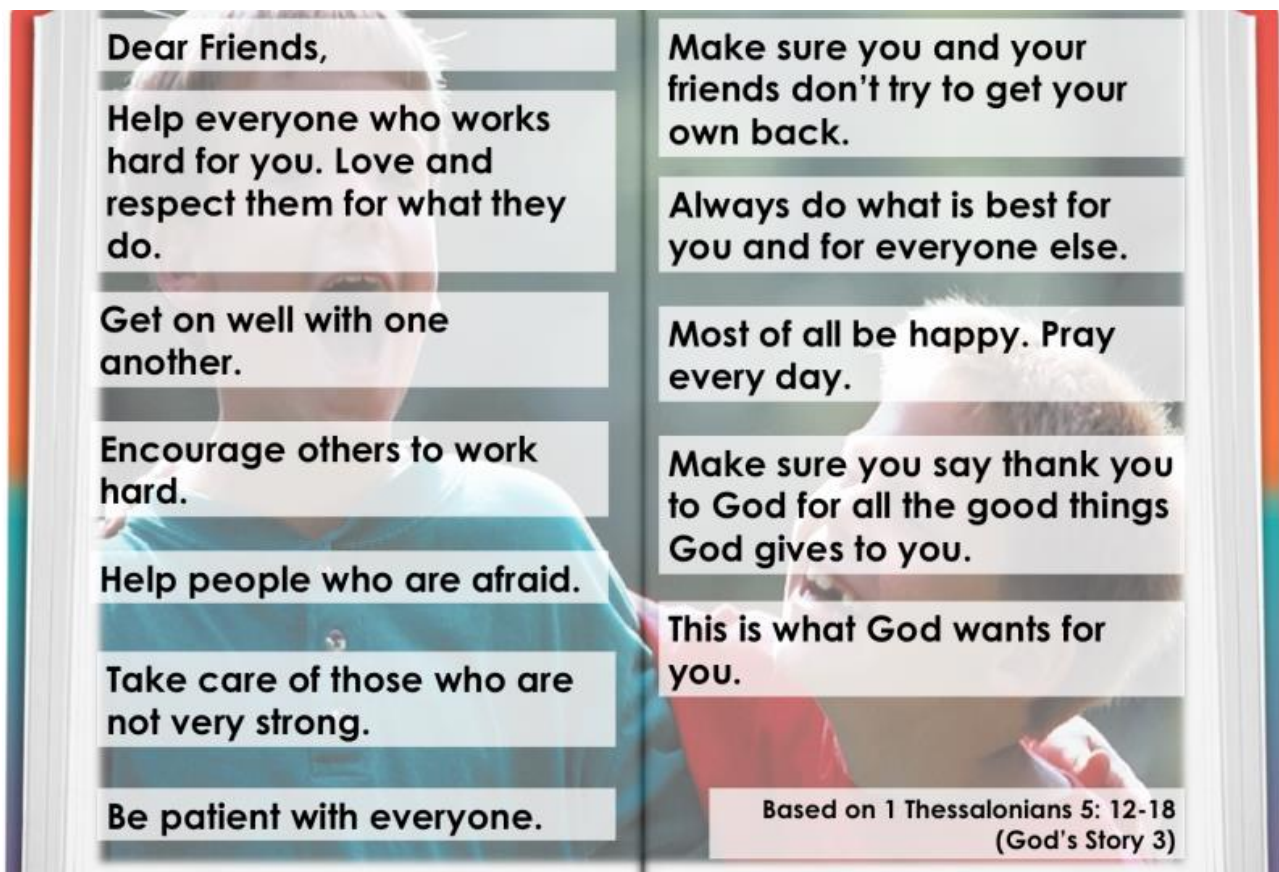 Dear Friends,
Help everyone who works
hard for you. Love and
respect them for what they
do.
Get on well with one
another.
Encourage others to work
hard.
Help people who are afraid.
Take care of those who are
not very strong.
Be patient with everyone.
Make sure you and your
friends don't try to get your
own back.
Always do what is best for
you and for everyone else.
Most of all be happy. Pray
every day.
Make sure you say thank you
to God for all the good things
God gives to you.
This is what God wants for
you.
Based on 1 Thessalonians 5: 12-18
(God's Story 3)